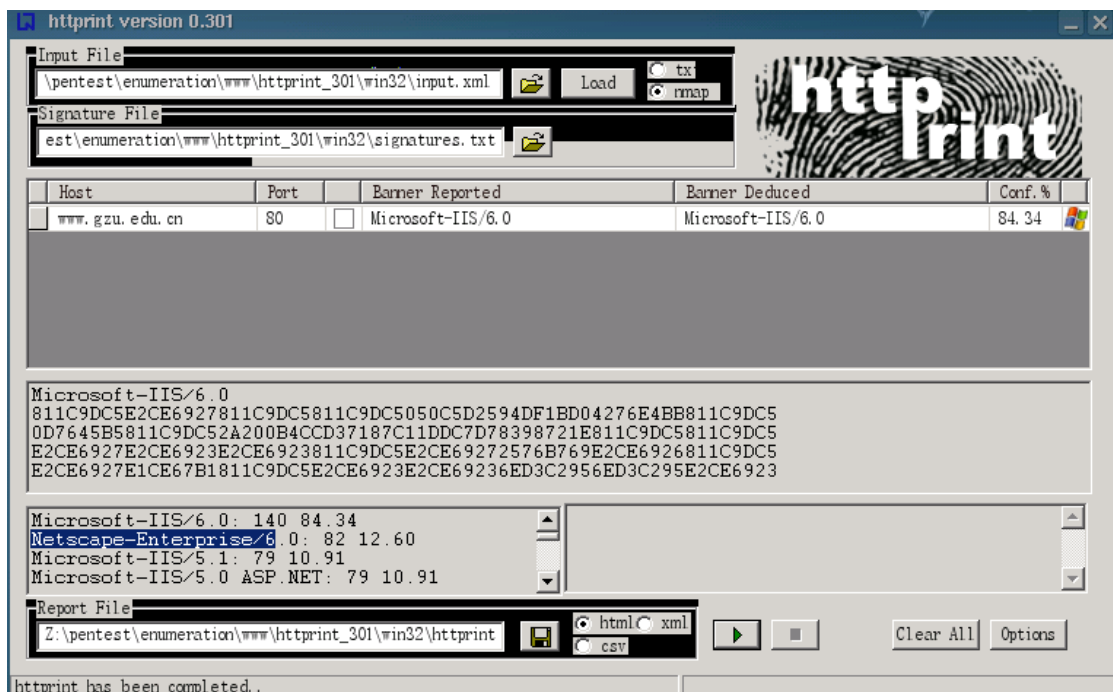 httprint version 0.301
Input File
\pentest\enumeration\www\httprint_301\win32\input.xml
Load
txt
nmap
Signature File
est\enumeration\www\httprint_301\win32\signatures.txt
http
rint
Host Port Banner Reported Banner Deduced Conf.%
www.gzu.edu.cn 80 Microsoft-IIS/6.0 Microsoft-IIS/6.0 84.34
Microsoft-IIS/6.0
811C9DC5E2CE6927811C9DC5811C9DC5050C5D2594DF1BD04276E4BB811C9DC5
0D7645B5811C9DC52A200B4CCD37187C11DDC7D78398721E811C9DC5811C9DC5
E2CE6927E2CE6923E2CE6923811C9DC5E2CE69272576B769E2CE6926811C9DC5
E2CE6927E1CE67B1811C9DC5E2CE6923E2CE69236ED3C2956ED3C295E2CE6923
Microsoft-IIS/6.0: 140 84.34
Netscape-Enterprise/6.0: 82 12.60
Microsoft-IIS/5.1: 79 10.91
Microsoft-IIS/5.0 ASP.NET: 79 10.91
Report File
Z:\pentest\enumeration\www\httprint_301\win32\httprint
html xml
csv
Clear All Options
httprint has been completed..